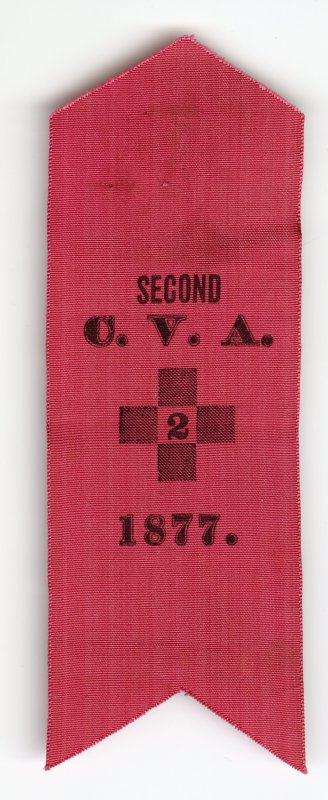 SECOND
C. V. A.
2
1877.